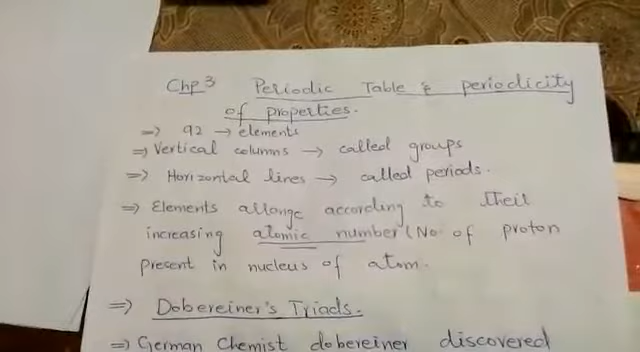 Chp 3 Periodic Table & periodicity
of properties.
=> 92 → elements
=> Vertical columns → called groups
=> Horizontal lines → called periods.
=> Elements allange according to their
increasing atomic number (No. of proton
present in nucleus of atom.
=> Dobereiner's Triads.
=> German Chemist dobereiner discovered